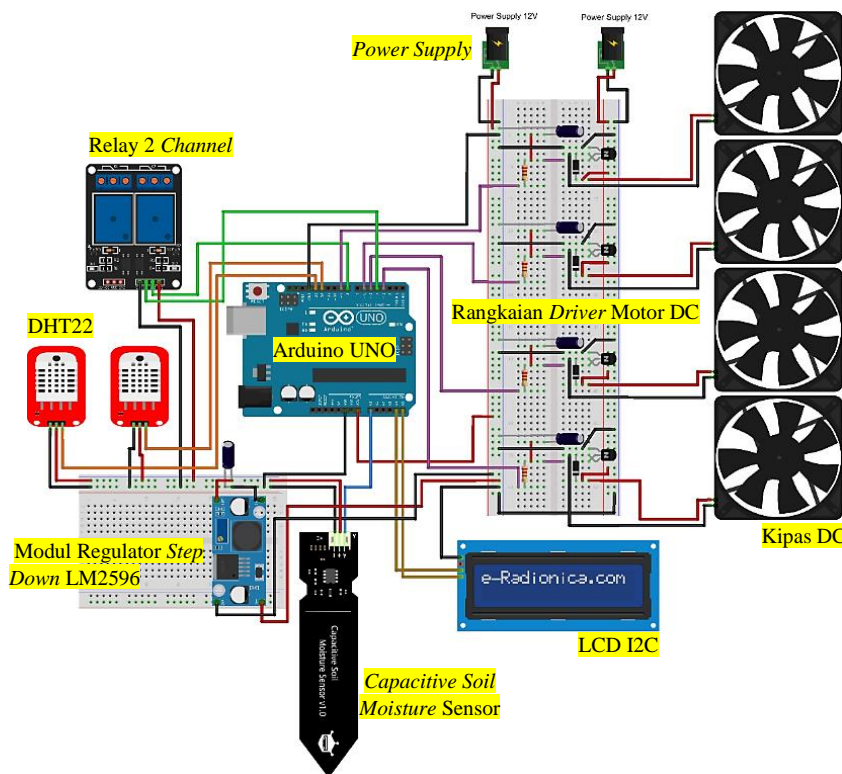 Power Supply 12V
Power Supply 12V
Power Supply
Relay 2 Channel
DHT22
UNO
Arduino
Arduino UNO
Rangkaian Driver Motor DC
Modul Regulator Step
Down LM2596
Kipas DC
e-Radionica.com
LCD I2C
Capacitive Soil
Moisture Sensor v1.0
Capacitive Soil
Moisture Sensor